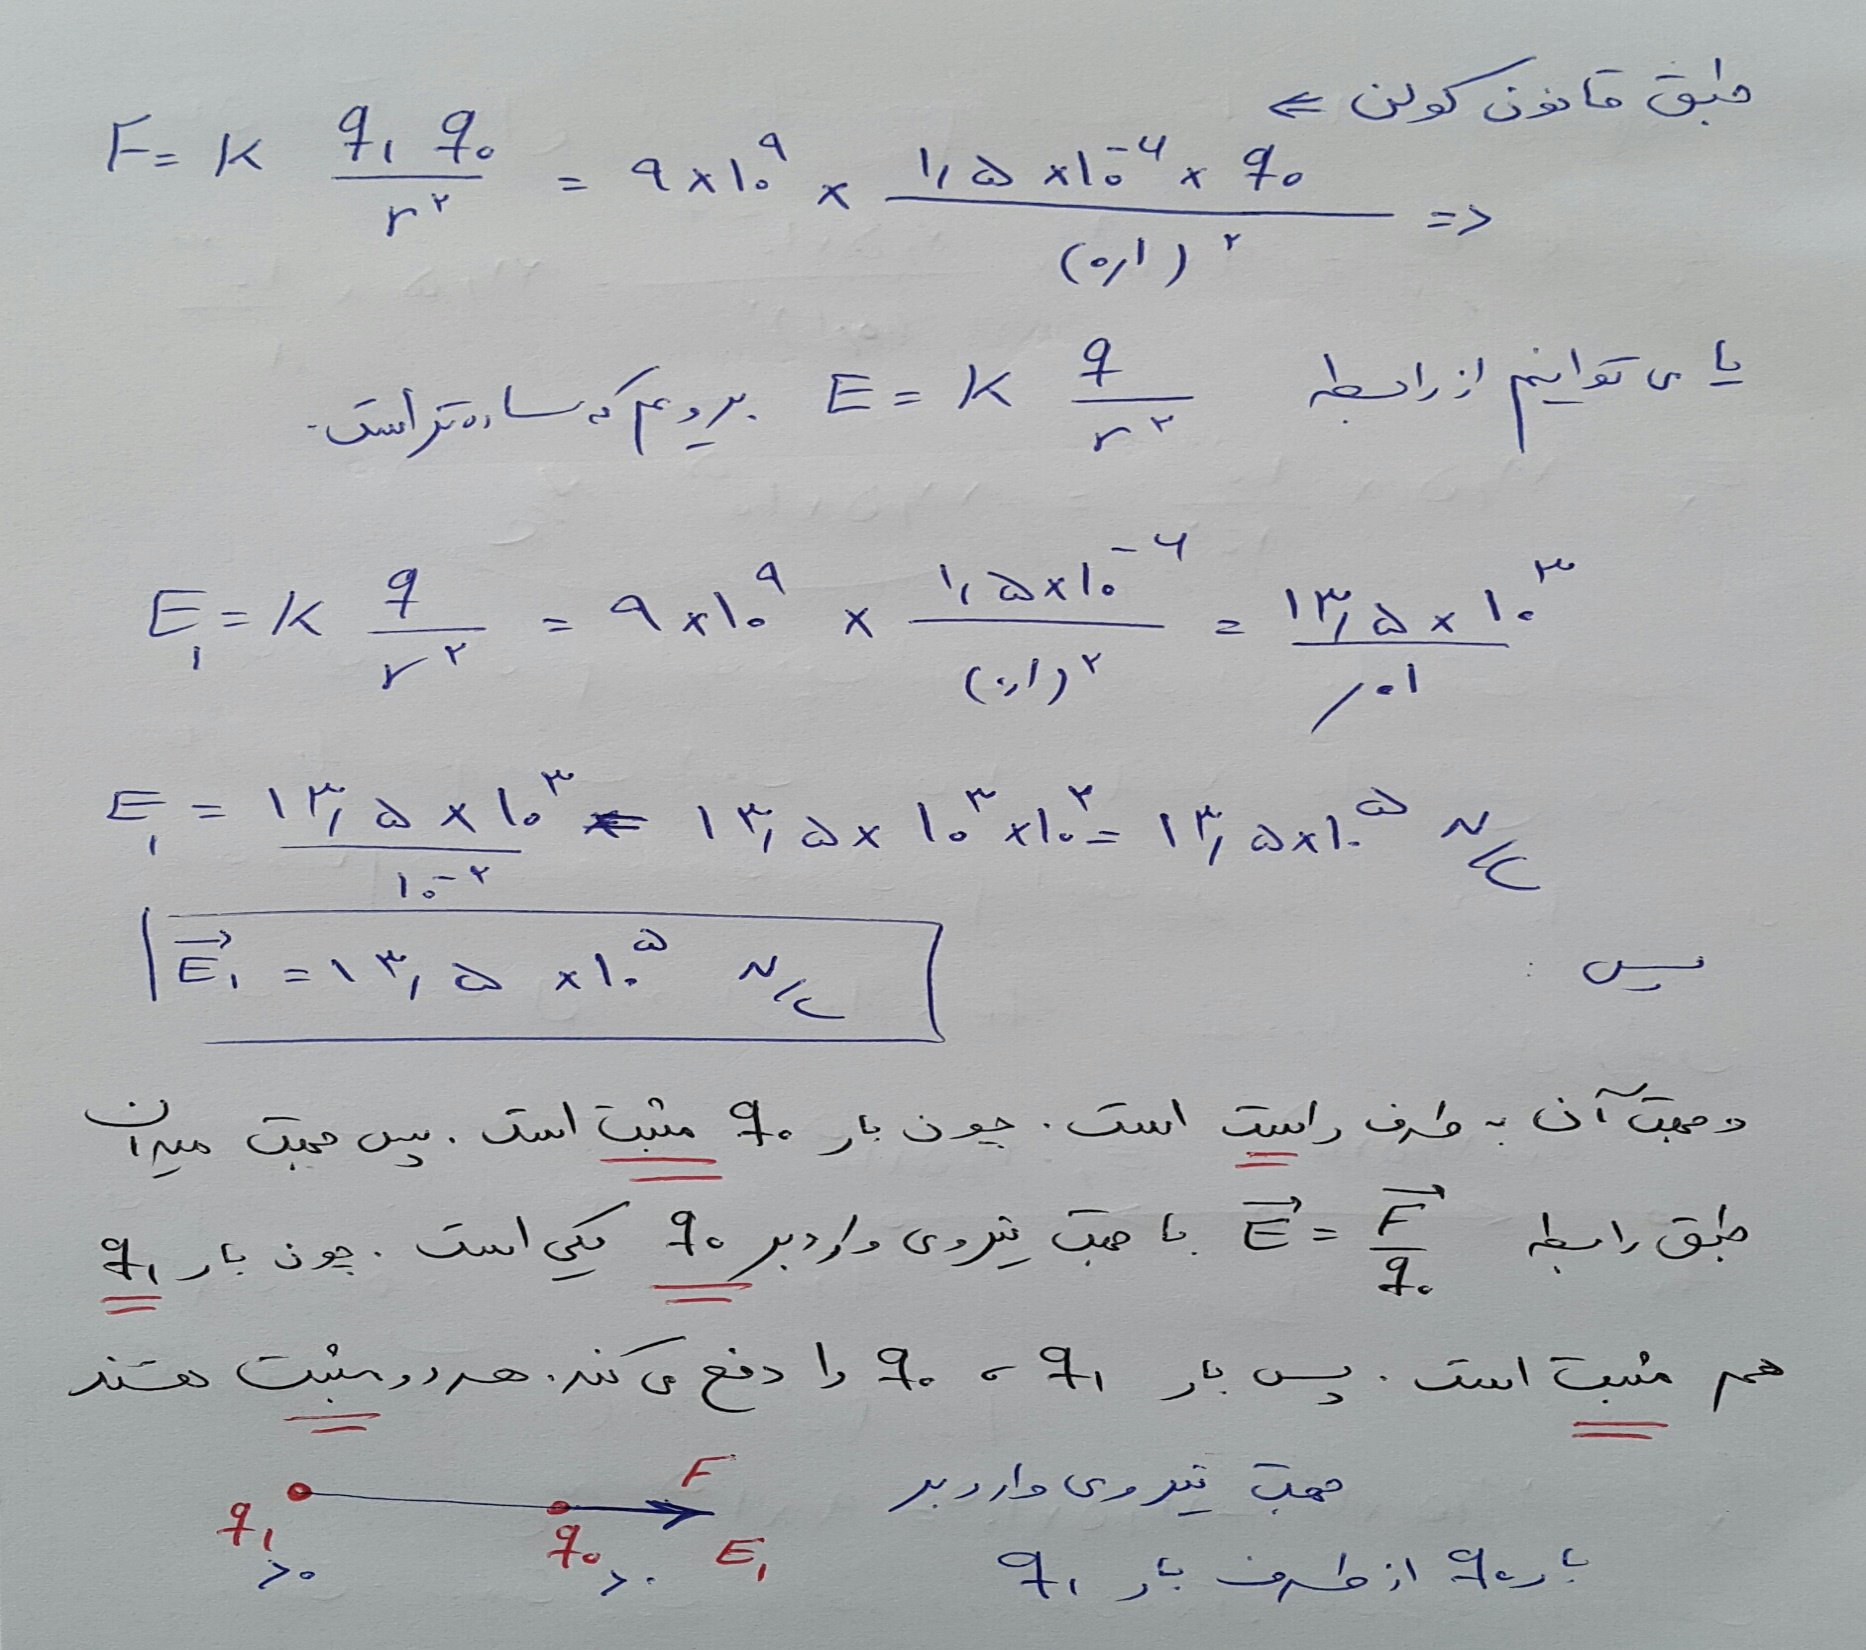 طبق قانون کولن ⇐
F = K q₁ q₀ / r² = ۹×۱۰⁹ × ۱,۵ ×۱۰⁻⁶ × q₀ / (۰,۱)² =>
یا می توانیم از رابطه E = K q / r² برویم که ساده تر است.
E₁ = K q / r² = ۹×۱۰⁹ × ۱,۵×۱۰⁻⁶ / (۰,۱)² = ۱۳,۵ × ۱۰³ / ,۰۱
E₁ = ۱۳,۵ × ۱۰³ / ۱۰⁻² = ۱۳,۵× ۱۰³ ×۱۰² = ۱۳,۵×۱۰⁵ N/C
پس : E⃗₁ = ۱۳,۵ ×۱۰⁵ N/C
و جهت آن به طرف راست است. چون بار q₀ مثبت است. پس جهت میدان
طبق رابطه E⃗ = F⃗ / q₀ با جهت نیروی وارد بر q₀ یکی است. چون بار q₁
هم مثبت است. پس بار q₁، q₀ را دفع می کند. هر دو مثبت هستند
جهت نیروی وارد بر
بار q₀ از طرف بار q₁
F
q₁ >۰ q₀ >۰ E₁